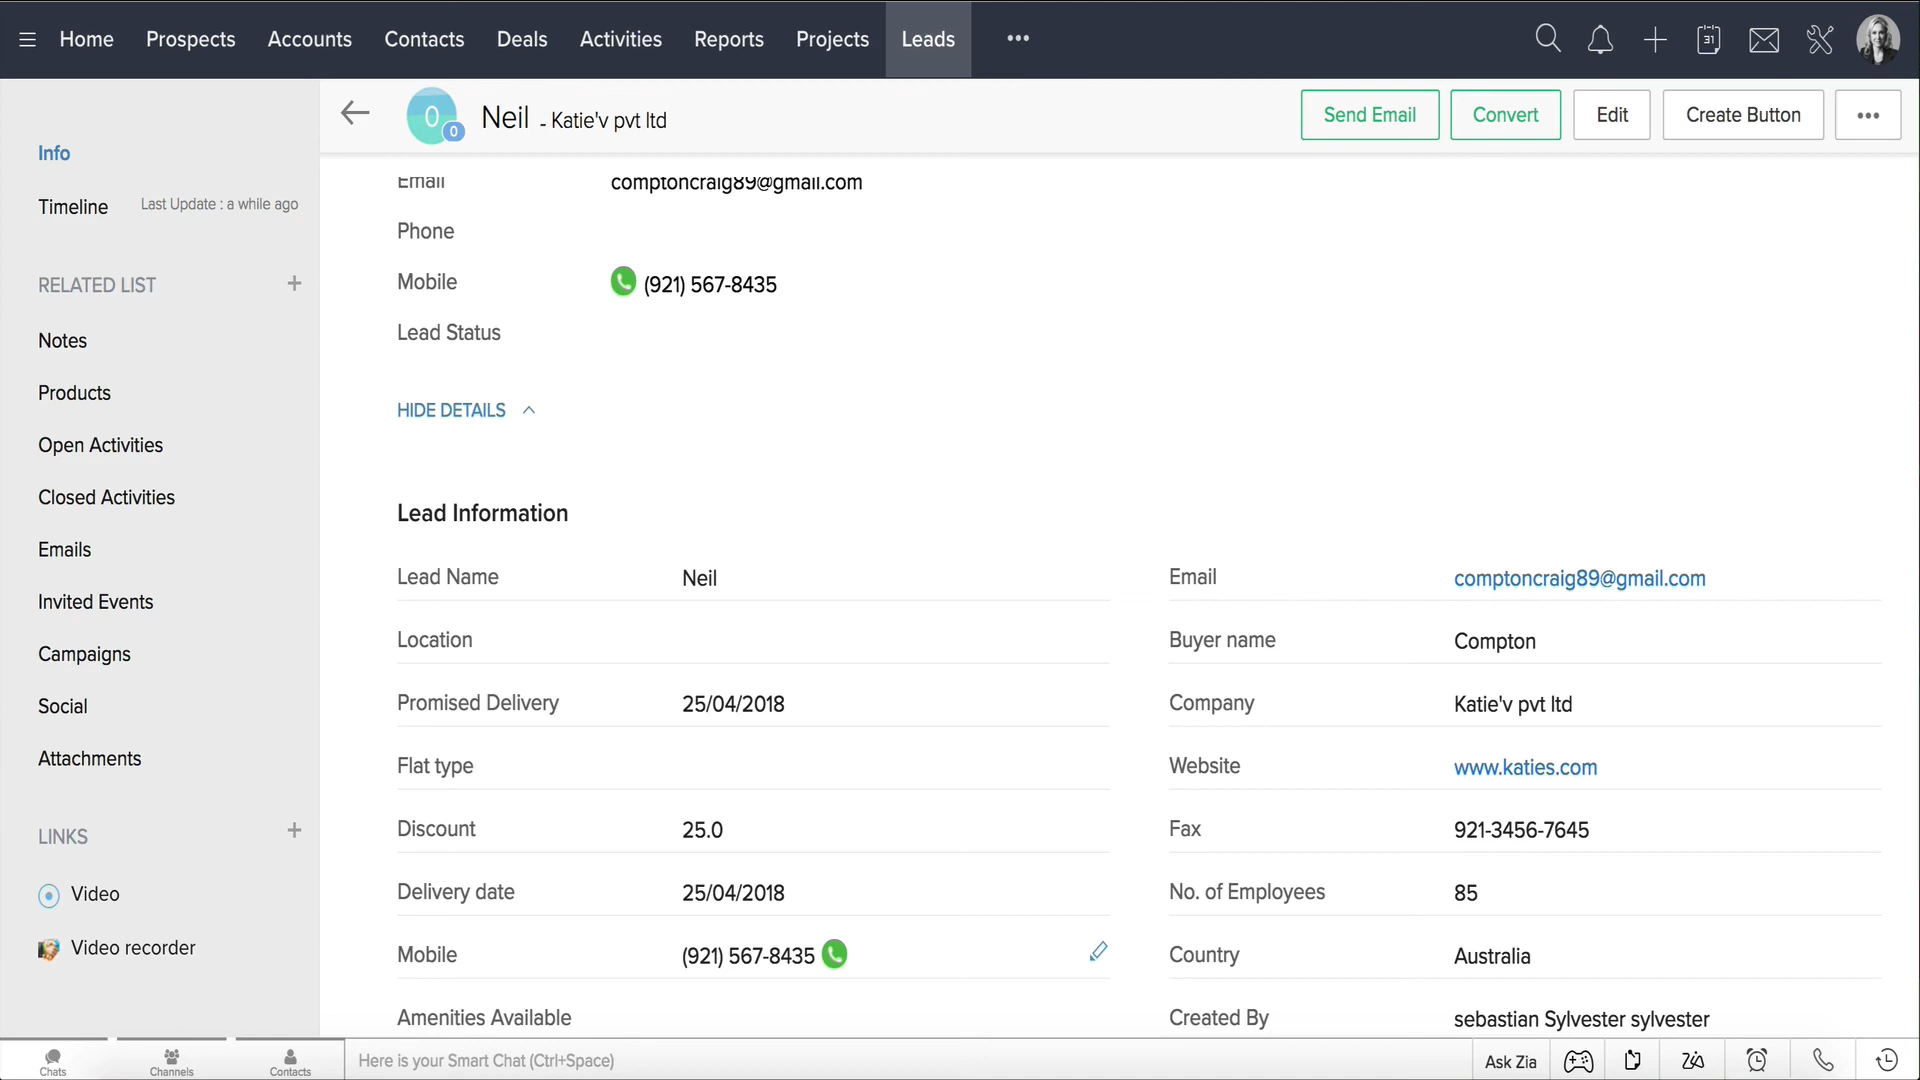 Home Prospects Accounts Contacts Deals Activities Reports Projects Leads
31
0 0 Neil - Katie'v pvt ltd
Send Email Convert Edit Create Button
Info
Timeline Last Update : a while ago
RELATED LIST
Notes
Products
Open Activities
Closed Activities
Emails
Invited Events
Campaigns
Social
Attachments
LINKS
Video
Video recorder
Email comptoncraig89@gmail.com
Phone
Mobile (921) 567-8435
Lead Status
HIDE DETAILS
Lead Information
Lead Name Neil
Location
Promised Delivery 25/04/2018
Flat type
Discount 25.0
Delivery date 25/04/2018
Mobile (921) 567-8435
Amenities Available
Email comptoncraig89@gmail.com
Buyer name Compton
Company Katie'v pvt ltd
Website www.katies.com
Fax 921-3456-7645
No. of Employees 85
Country Australia
Created By sebastian Sylvester sylvester
Chats Channels Contacts
Here is your Smart Chat (Ctrl+Space)
Ask Zia